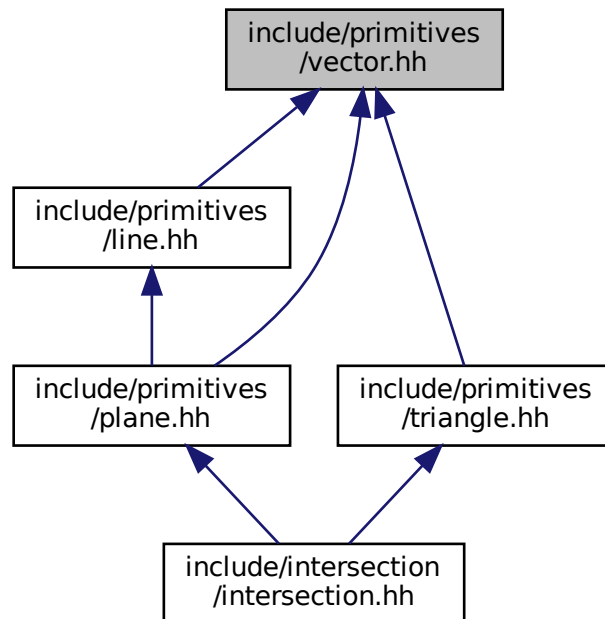 include/primitives
/vector.hh
include/primitives
/line.hh
include/primitives
/plane.hh
include/primitives
/triangle.hh
include/intersection
/intersection.hh